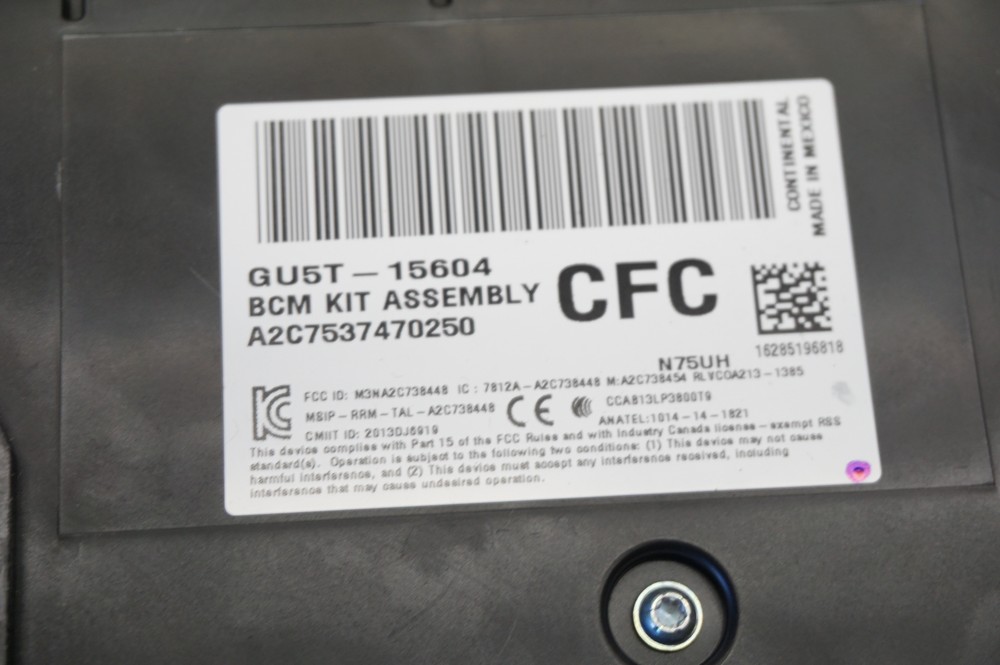 CONTINENTAL
MADE IN MEXICO
GU5T – 15604
BCM KIT ASSEMBLY
A2C7537470250
CFC
16285196818
N75UH
FCC ID: M3NA2C738448 IC : 7812A–A2C738448 M:A2C738454 RLVCOA213–1385
MSIP–RRM–TAL–A2C738448 CE CCA813LP3800T9
CMIIT ID: 2013DJ6919 ANATEL:1014–14–1821
This device complies with Part 15 of the FCC Rules and with Industry Canada license–exempt RSS
standard(s). Operation is subject to the following two conditions: (1) This device may not cause
harmful interference, and (2) This device must accept any interference received, including
interference that may cause undesired operation.